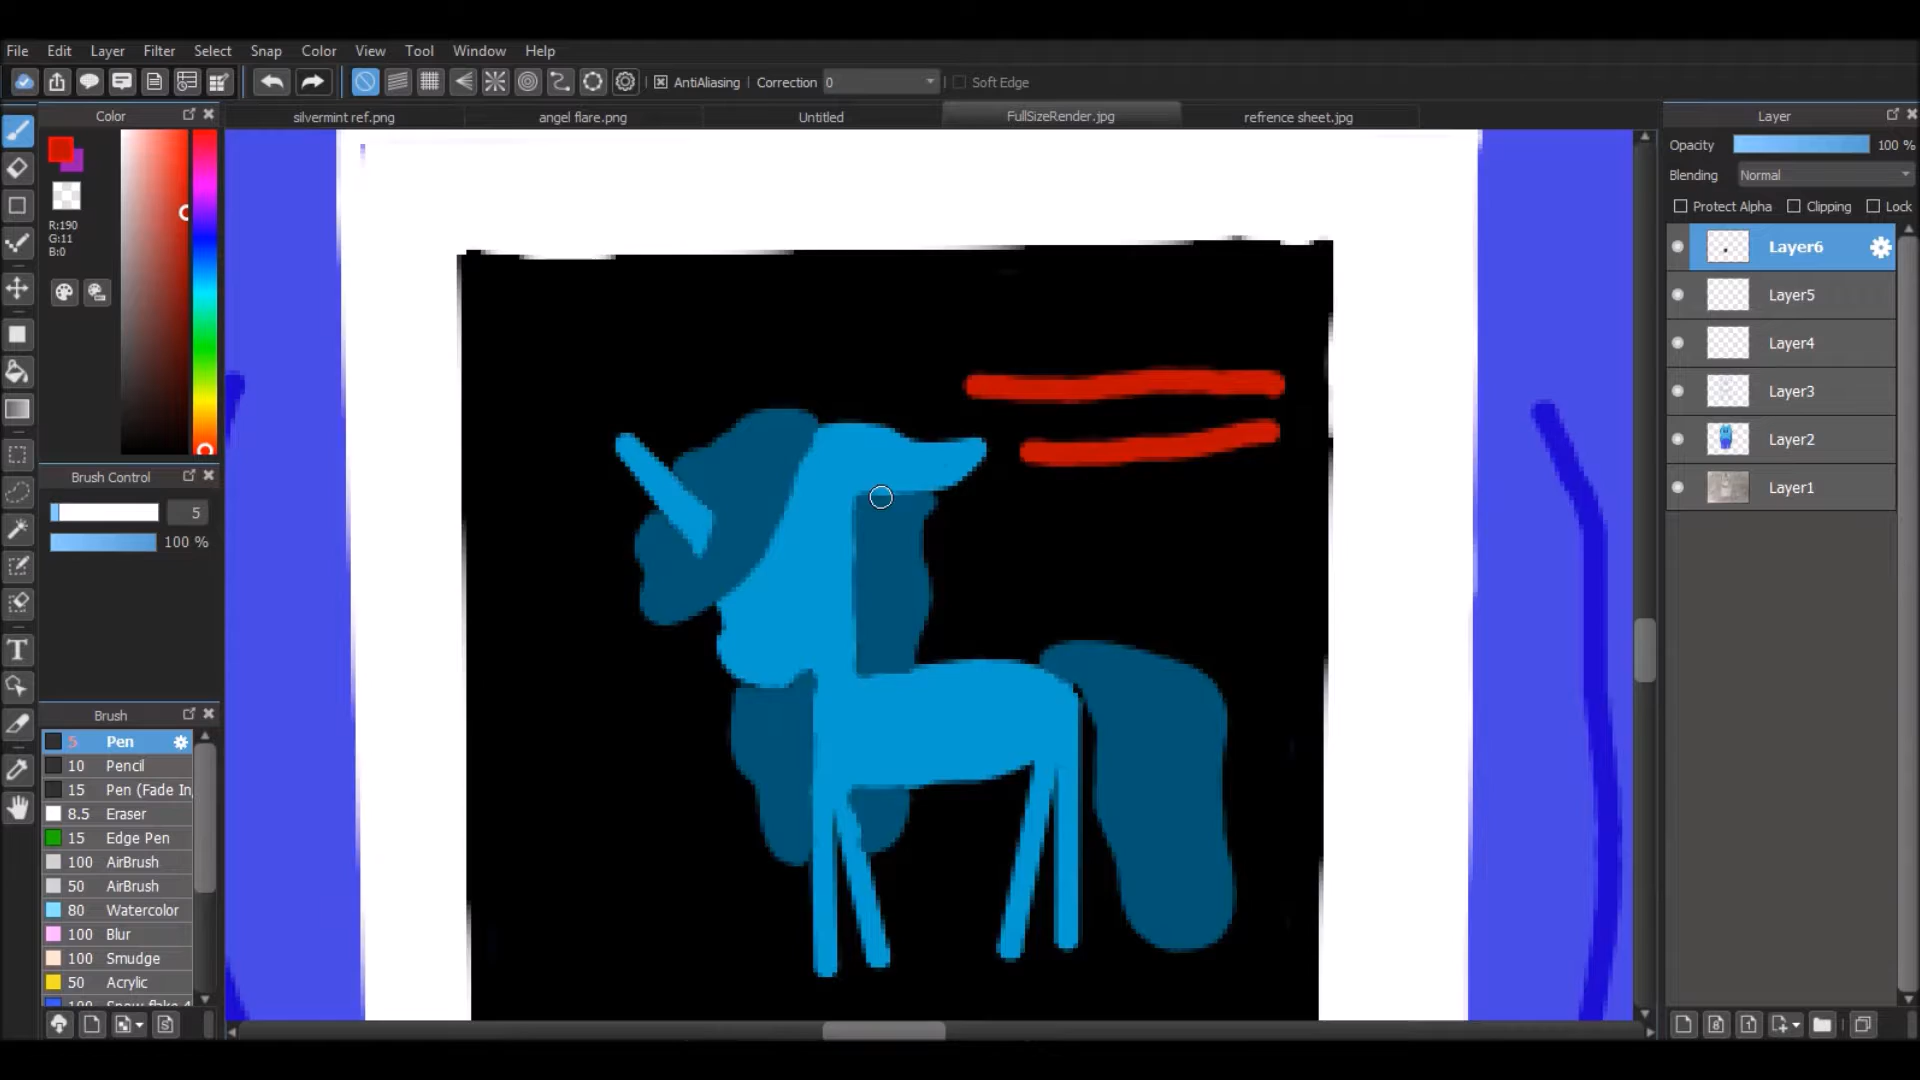 File Edit Layer Filter Select Snap Color View Tool Window Help
AntiAliasing Correction 0 Soft Edge
Color
silvermint ref.png angel flare.png Untitled FullSizeRender.jpg refrence sheet.jpg
Layer
Opacity 100 %
Blending Normal
Protect Alpha Clipping Lock
R:190
G:11
B:0
Layer6
Layer5
Layer4
Layer3
Layer2
Layer1
Brush Control
5
100 %
Brush
5 Pen
10 Pencil
15 Pen (Fade In
8.5 Eraser
15 Edge Pen
100 AirBrush
50 AirBrush
80 Watercolor
100 Blur
100 Smudge
50 Acrylic